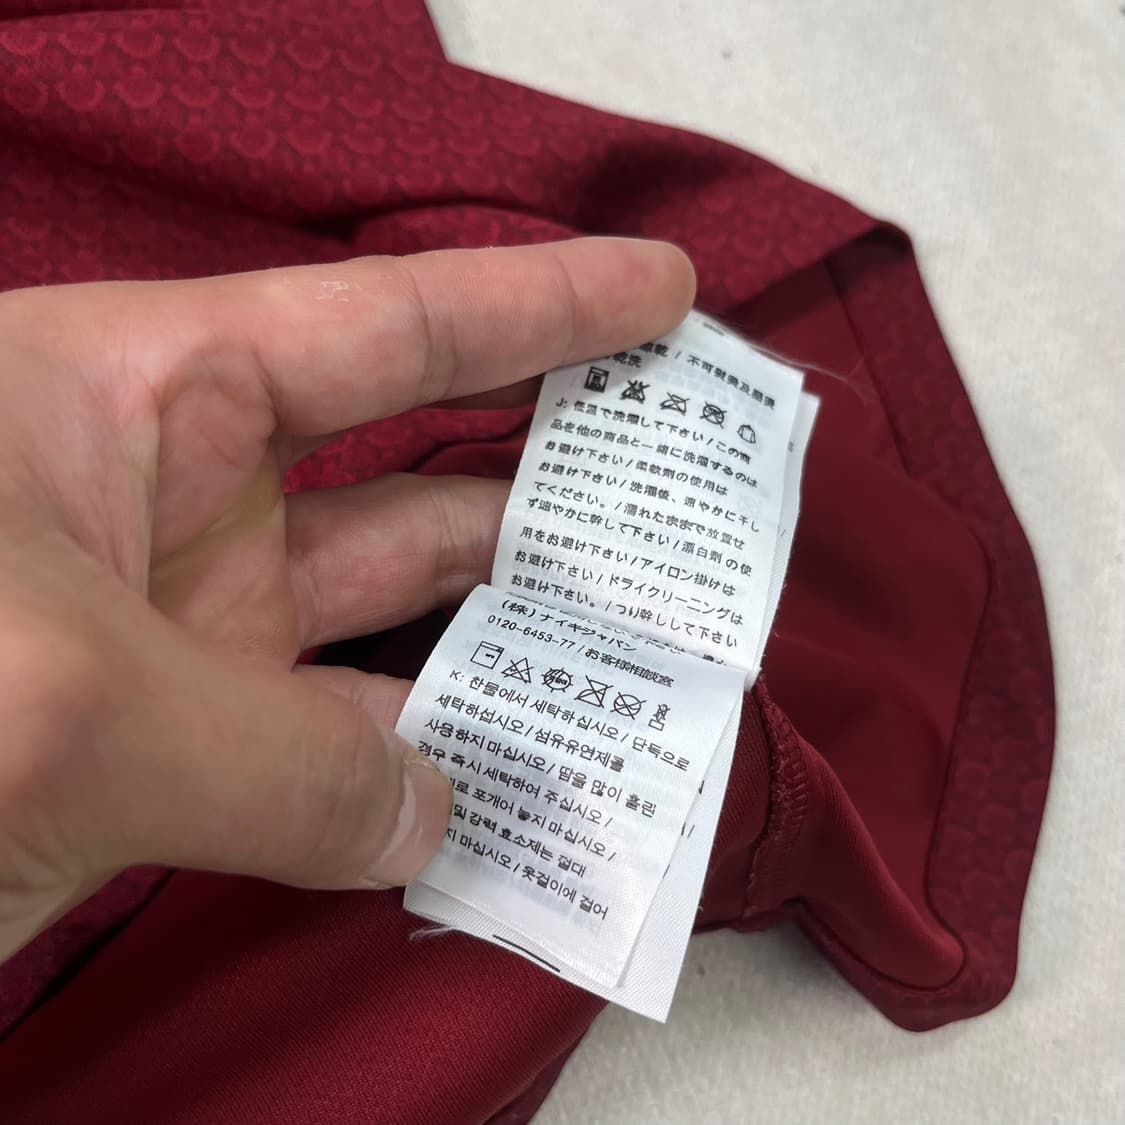 乾 / 不可熨燙及曬燙
乾洗
J: 低温で洗濯して下さい / この商
品を他の商品と一緒に洗濯するのは
お避け下さい / 柔軟剤の使用は
お避け下さい / 洗濯後、速やかに干し
てください。 / 濡れたままで放置せ
ず速やかに幹して下さい / 漂白劑 の使
用をお避け下さい / アイロン掛けは
お避け下さい / ドライクリーニングは
お避け下さい。 / つり幹しして下さい
(株) ナイキジャパン
0120-6453-77 / お客様相談室
K: 찬물에서 세탁하십시오 / 단독으로
세탁하십시오 / 섬유유연제를
사용하지 마십시오 / 땀을 많이 흘린
경우 즉시 세탁하여 주십시오 /
로 포개어 놓지 마십시오 /
및 강력 효소제는 절대
지 마십시오 / 옷걸이에 걸어